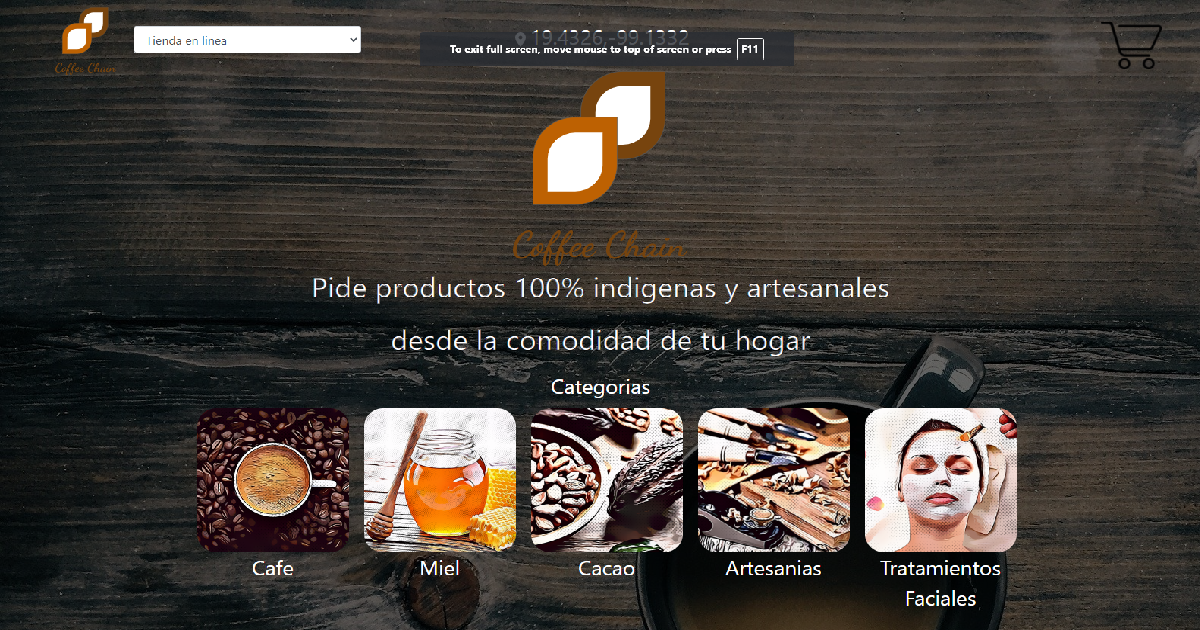 Tienda en linea
19.4326,-99.1332
To exit full screen, move mouse to top of screen or press F11
Coffee Chain
Coffee Chain
Pide productos 100% indigenas y artesanales
desde la comodidad de tu hogar
Categorias
Cafe
Miel
Cacao
Artesanias
Tratamientos
Faciales